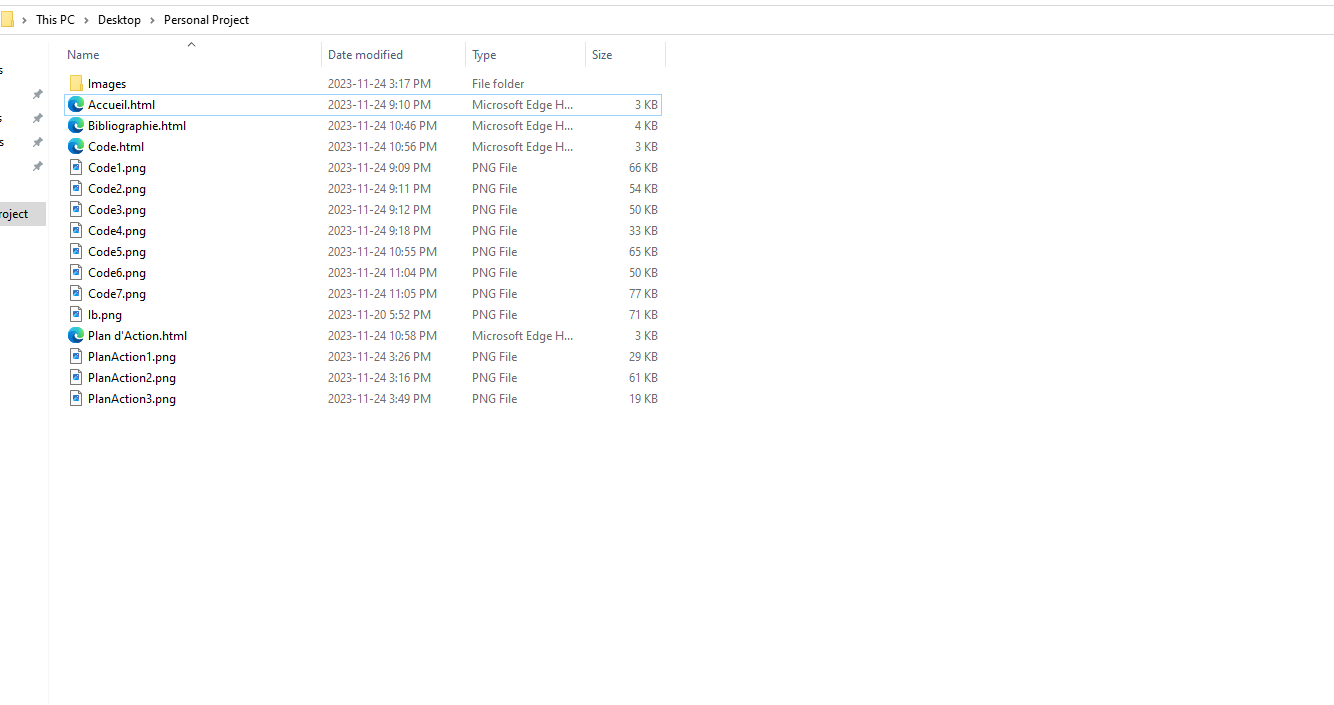 This PC > Desktop > Personal Project
Name Date modified Type Size
s
Images 2023-11-24 3:17 PM File folder
Accueil.html 2023-11-24 9:10 PM Microsoft Edge H... 3 KB
s Bibliographie.html 2023-11-24 10:46 PM Microsoft Edge H... 4 KB
s Code.html 2023-11-24 10:56 PM Microsoft Edge H... 3 KB
Code1.png 2023-11-24 9:09 PM PNG File 66 KB
Code2.png 2023-11-24 9:11 PM PNG File 54 KB
roject Code3.png 2023-11-24 9:12 PM PNG File 50 KB
Code4.png 2023-11-24 9:18 PM PNG File 33 KB
Code5.png 2023-11-24 10:55 PM PNG File 65 KB
Code6.png 2023-11-24 11:04 PM PNG File 50 KB
Code7.png 2023-11-24 11:05 PM PNG File 77 KB
lb.png 2023-11-20 5:52 PM PNG File 71 KB
Plan d'Action.html 2023-11-24 10:58 PM Microsoft Edge H... 3 KB
PlanAction1.png 2023-11-24 3:26 PM PNG File 29 KB
PlanAction2.png 2023-11-24 3:16 PM PNG File 61 KB
PlanAction3.png 2023-11-24 3:49 PM PNG File 19 KB